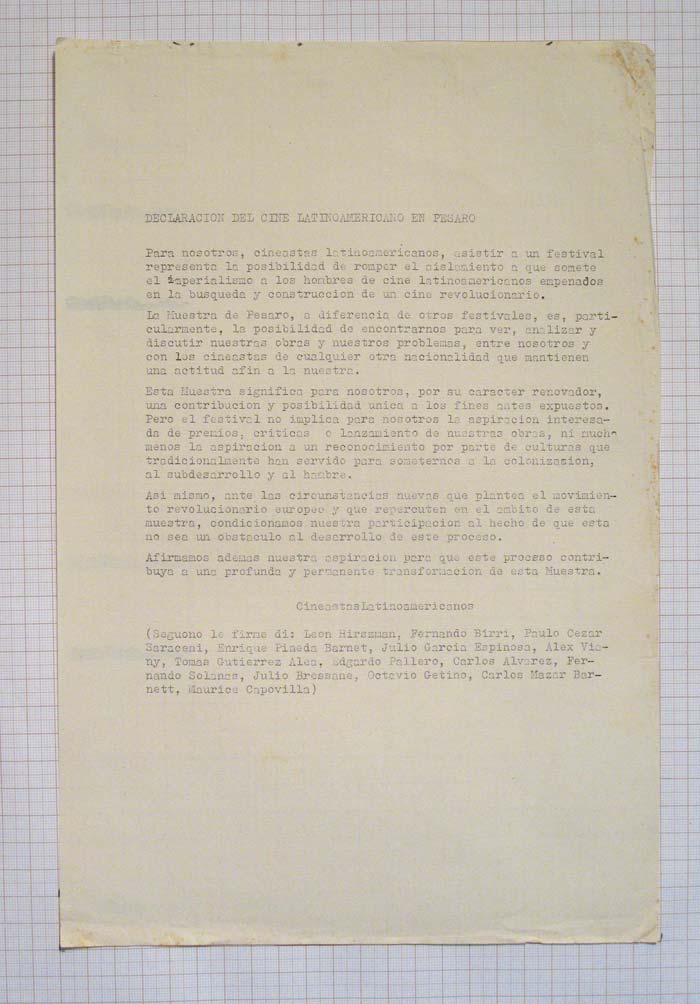 DECLARACION DEL CINE LATINOAMERICANO EN PESARO
Para nosotros, cineastas latinoamericanos, asistir a un festival
representa la posibilidad de romper el aislamiento a que somete
el imperialismo a los hombres de cine latinoamericanos empenados
en la busqueda y construccion de un cine revolucionario.
La Muestra de Pesaro, a diferencia de otros festivales, es, parti-
cularmente, la posibilidad de encontrarnos para ver, analizar y
discutir nuestras obras y nuestros problemas, entre nosotros y
con los cineastas de cualquier otra nacionalidad que mantienen
una actitud afin a la nuestra.
Esta Muestra significa para nosotros, por su caracter renovador,
una contribucion y posibilidad unica a los fines antes expuestos.
Pero el festival no implica para nosotros la aspiracion interesa-
da de premios, criticas o lanzamiento de nuestras obras, ni mucho
menos la aspiracion a un reconocimiento por parte de culturas que
tradicionalmente han servido para someternos a la colonizacion,
al subdesarrollo y al hambre.
Asi mismo, ante las circunstancias nuevas que plantea el movimien-
to revolucionario europeo y que repercuten en el ambito de esta
muestra, condicionamos nuestra participacion al hecho de que esta
no sea un obstaculo al desarrollo de este proceso.
Afirmamos ademas nuestra aspiracion para que este proceso contri-
buya a una profunda y permanente transformacion de esta Muestra.
CineastasLatinoamericanos
(Seguono le firme di: Leon Hirszman, Fernando Birri, Paulo Cezar
Saraceni, Enrique Pineda Barnet, Julio Garcia Espinosa, Alex Via-
ny, Tomas Gutierrez Alea, Edgardo Pallero, Carlos Alvarez, Fer-
nando Solanas, Julio Bressane, Octavio Getino, Carlos Mazar Bar-
nett, Maurice Capovilla)